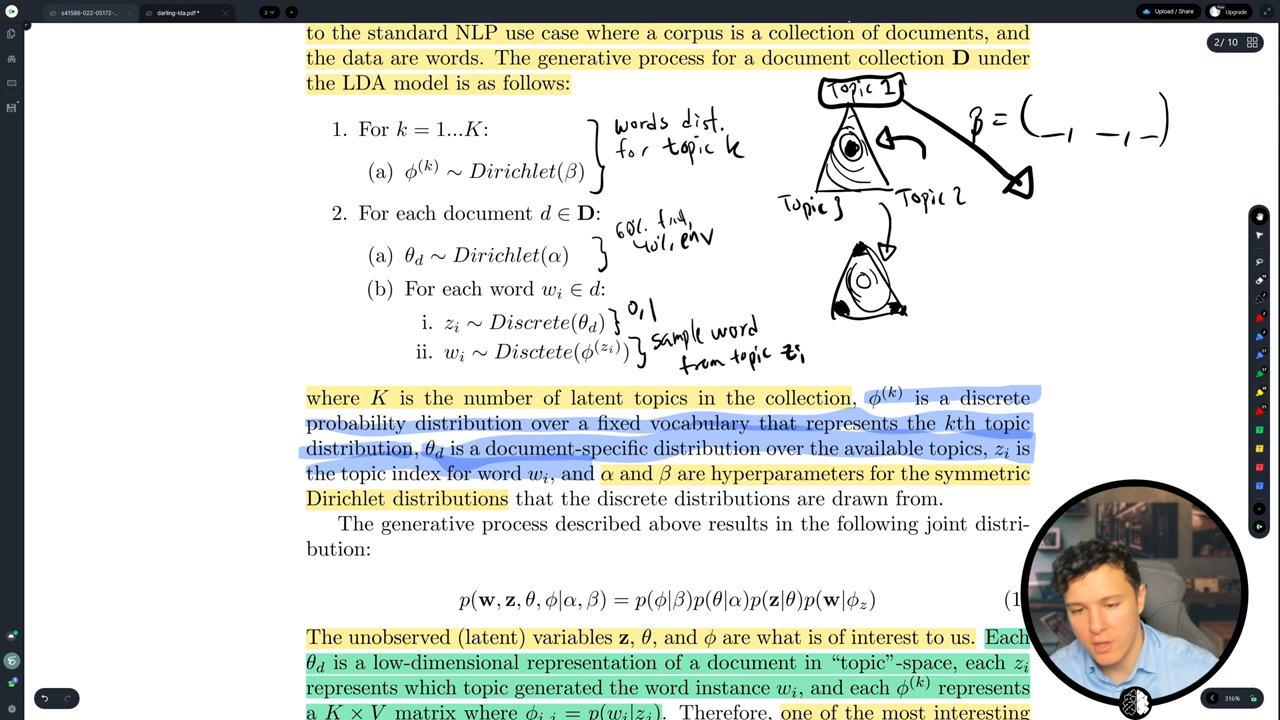 s41586-022-05172-...
darling-lda.pdf*
2
Upload / Share
Upgrade
2/10
to the standard NLP use case where a corpus is a collection of documents, and
the data are words. The generative process for a document collection D under
the LDA model is as follows:
1. For k = 1...K:
(a) φ^(k) ∼ Dirichlet(β)
words dist.
for topic k
2. For each document d ∈ D:
(a) θ_d ∼ Dirichlet(α)
60%
40% env
(b) For each word w_i ∈ d:
i. z_i ∼ Discrete(θ_d)
0,1
ii. w_i ∼ Disctete(φ^(z_i))
sample word
from topic z_i
Topic 1
Topic 3
Topic 2
β = ( _, _, _ )
where K is the number of latent topics in the collection, φ^(k) is a discrete
probability distribution over a fixed vocabulary that represents the kth topic
distribution, θ_d is a document-specific distribution over the available topics, z_i is
the topic index for word w_i, and α and β are hyperparameters for the symmetric
Dirichlet distributions that the discrete distributions are drawn from.
The generative process described above results in the following joint distri-
bution:
p(w, z, θ, φ|α, β) = p(φ|β)p(θ|α)p(z|θ)p(w|φ_z) (1
The unobserved (latent) variables z, θ, and φ are what is of interest to us. Each
θ_d is a low-dimensional representation of a document in “topic”-space, each z_i
represents which topic generated the word instance w_i, and each φ^(k) represents
a K × V matrix where = p(w_i|z_i). Therefore, one of the most interesting
316%